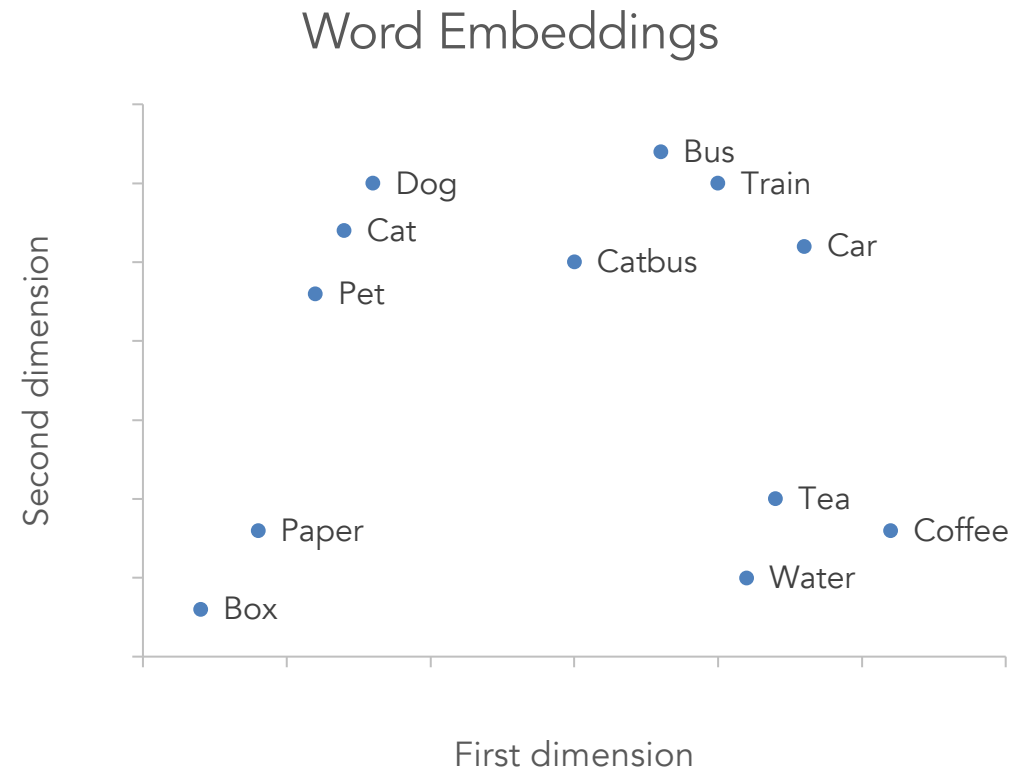 Word Embeddings
Second dimension
Bus
Dog
Train
Cat
Car
Catbus
Pet
Tea
Paper
Coffee
Water
Box
First dimension